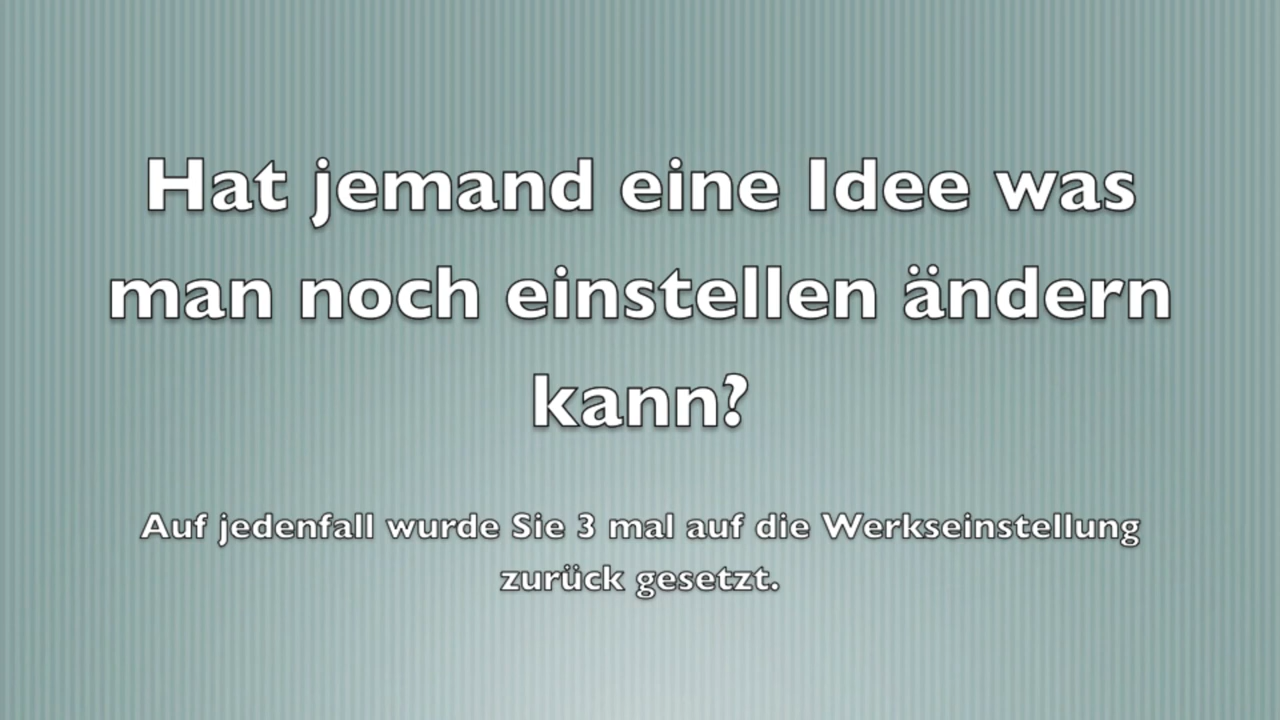 Hat jemand eine Idee was
man noch einstellen ändern
kann?
Auf jedenfall wurde Sie 3 mal auf die Werkseinstellung
zurück gesetzt.